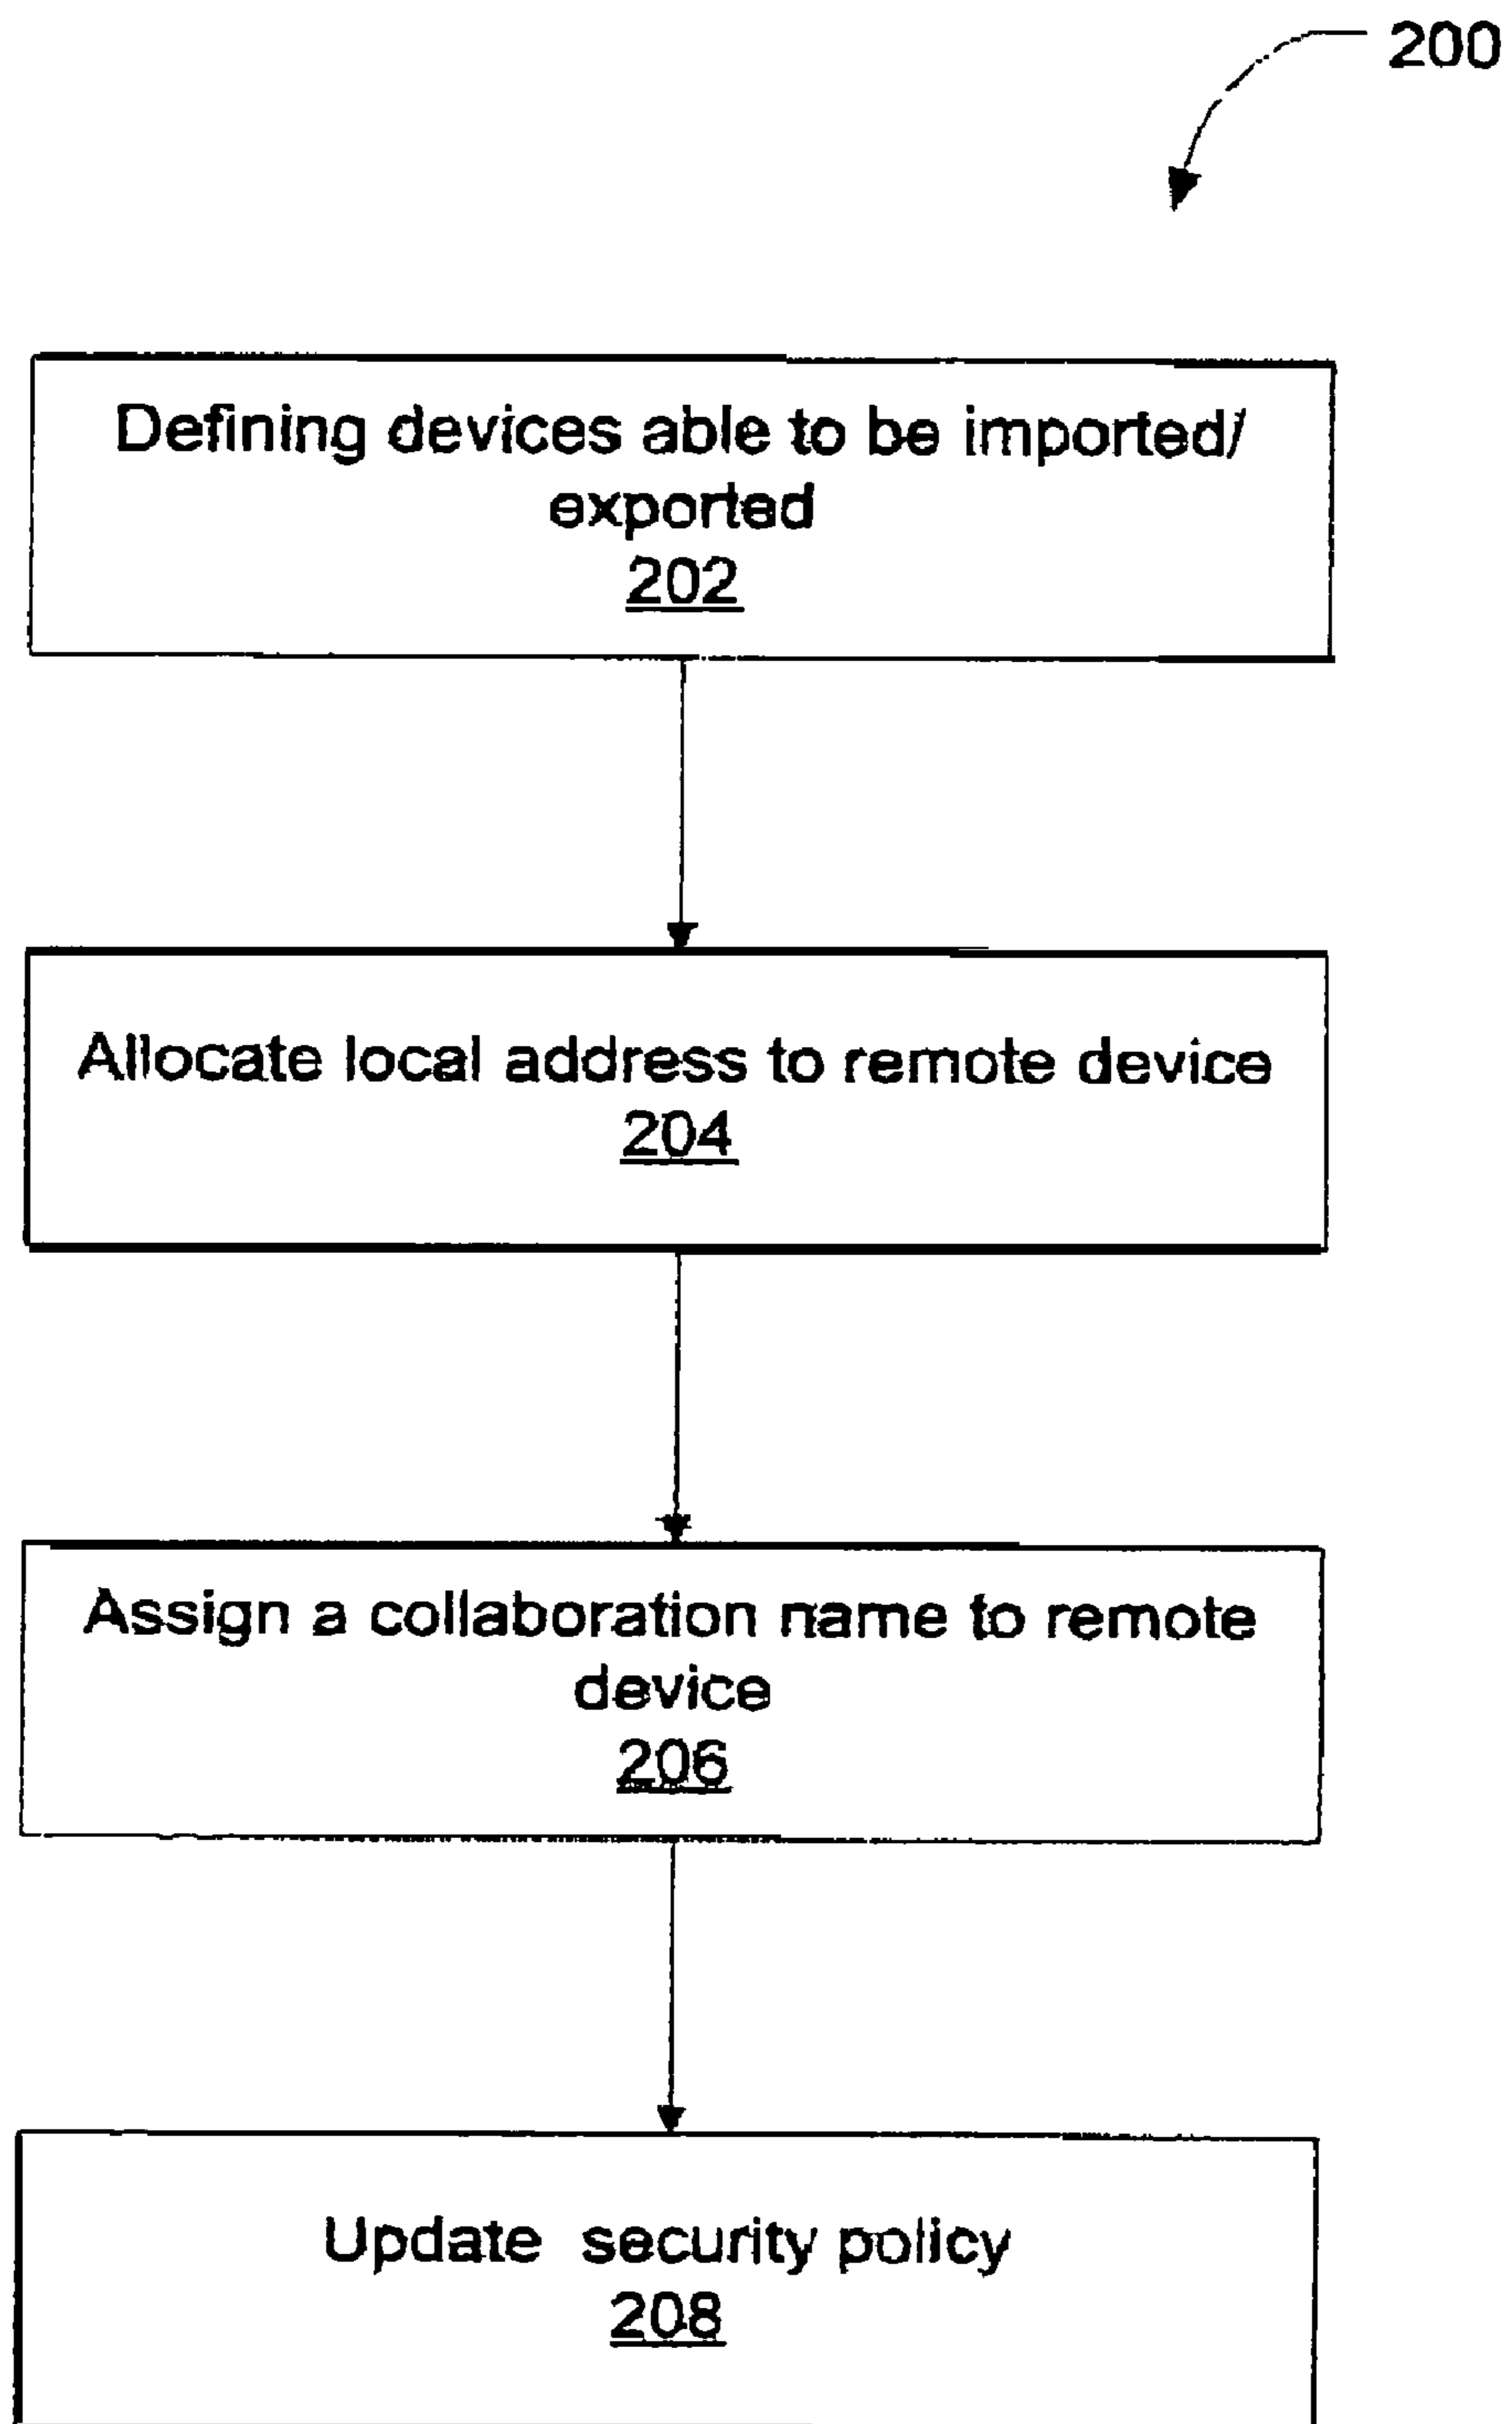 200
Defining devices able to be imported/
exported
202
Allocate local address to remote device
204
Assign a collaboration name to remote
device
206
Update security policy
208